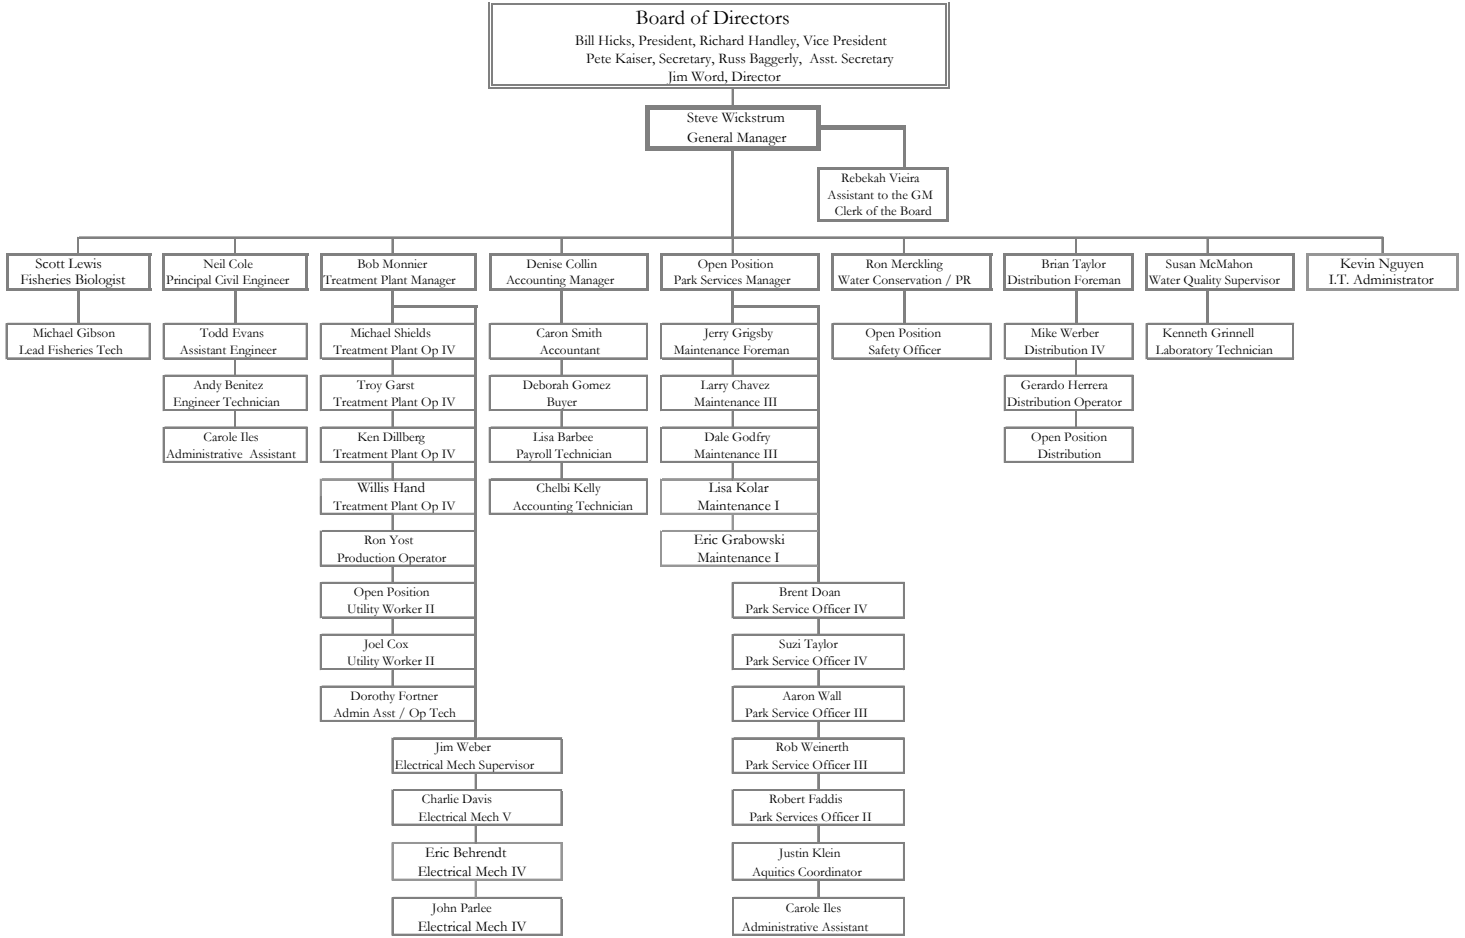 Board of Directors
Bill Hicks, President, Richard Handley, Vice President
Pete Kaiser, Secretary, Russ Baggerly, Asst. Secretary
Jim Word, Director
Steve Wickstrum
General Manager
Rebekah Vieira
Assistant to the GM
Clerk of the Board
Scott Lewis
Fisheries Biologist
Neil Cole
Principal Civil Engineer
Bob Monnier
Treatment Plant Manager
Denise Collin
Accounting Manager
Open Position
Park Services Manager
Ron Merckling
Water Conservation / PR
Brian Taylor
Distribution Foreman
Susan McMahon
Water Quality Supervisor
Kevin Nguyen
I.T. Administrator
Michael Gibson
Lead Fisheries Tech
Todd Evans
Assistant Engineer
Michael Shields
Treatment Plant Op IV
Caron Smith
Accountant
Jerry Grigsby
Maintenance Foreman
Open Position
Safety Officer
Mike Werber
Distribution IV
Kenneth Grinnell
Laboratory Technician
Andy Benitez
Engineer Technician
Troy Garst
Treatment Plant Op IV
Deborah Gomez
Buyer
Larry Chavez
Maintenance III
Gerardo Herrera
Distribution Operator
Carole Iles
Administrative Assistant
Ken Dillberg
Treatment Plant Op IV
Lisa Barbee
Payroll Technician
Dale Godfry
Maintenance III
Open Position
Distribution
Willis Hand
Treatment Plant Op IV
Chelbi Kelly
Accounting Technician
Lisa Kolar
Maintenance I
Ron Yost
Production Operator
Eric Grabowski
Maintenance I
Open Position
Utility Worker II
Brent Doan
Park Service Officer IV
Joel Cox
Utility Worker II
Suzi Taylor
Park Service Officer IV
Dorothy Fortner
Admin Asst / Op Tech
Aaron Wall
Park Service Officer III
Jim Weber
Electrical Mech Supervisor
Rob Weinerth
Park Service Officer III
Charlie Davis
Electrical Mech V
Robert Faddis
Park Services Officer II
Eric Behrendt
Electrical Mech IV
Justin Klein
Aquitics Coordinator
John Parlee
Electrical Mech IV
Carole Iles
Administrative Assistant